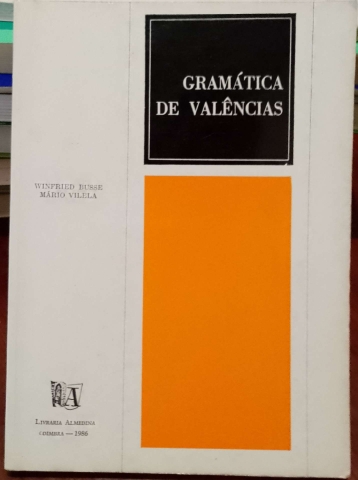 GRAMÁTICA
DE VALÊNCIAS
WINFRIED BUSSE
MÁRIO VILELA
A
LIVRARIA ALMEDINA
COIMBRA — 1986